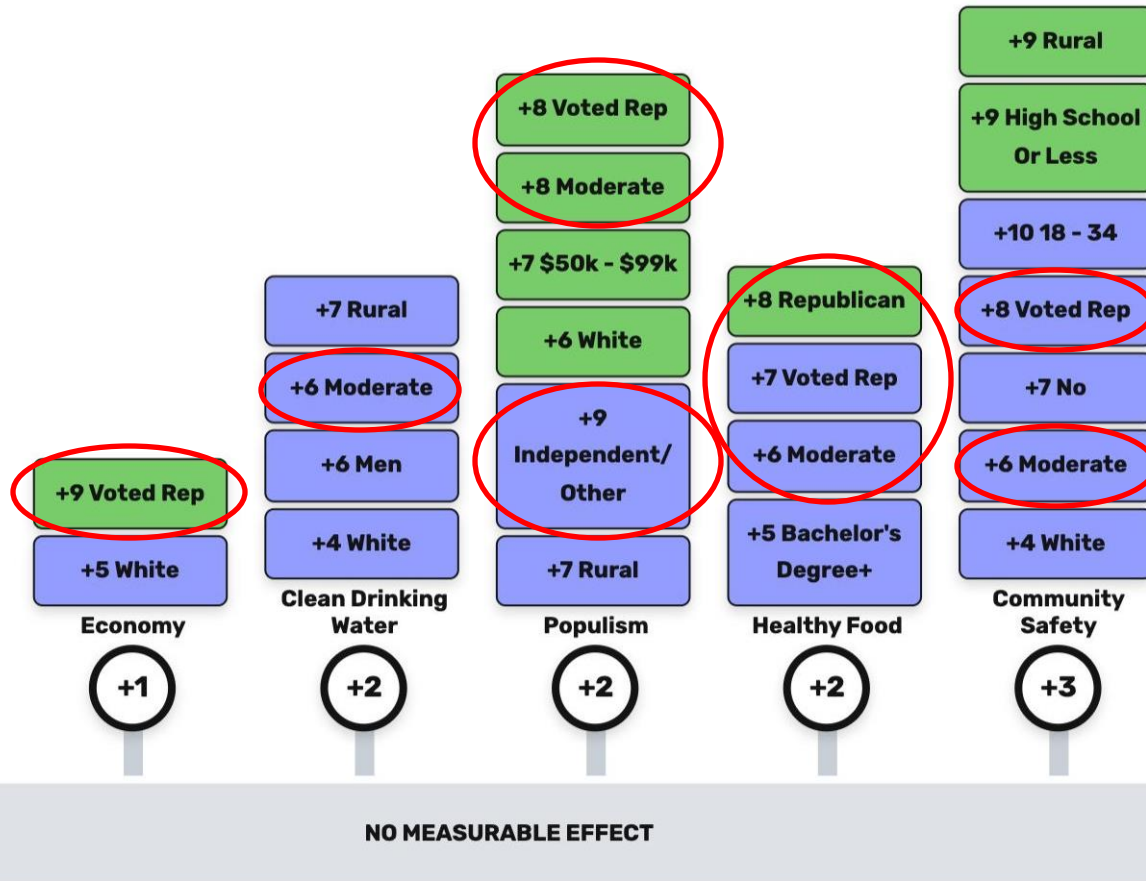 +9 Voted Rep
+5 White
Economy
+1
+7 Rural
+6 Moderate
+6 Men
+4 White
Clean Drinking
Water
+2
+8 Voted Rep
+8 Moderate
+7 $50k - $99k
+6 White
+9
Independent/
Other
+7 Rural
Populism
+2
+8 Republican
+7 Voted Rep
+6 Moderate
+5 Bachelor's
Degree+
Healthy Food
+2
+9 Rural
+9 High School
Or Less
+10 18 - 34
+8 Voted Rep
+7 No
+6 Moderate
+4 White
Community
Safety
+3
NO MEASURABLE EFFECT